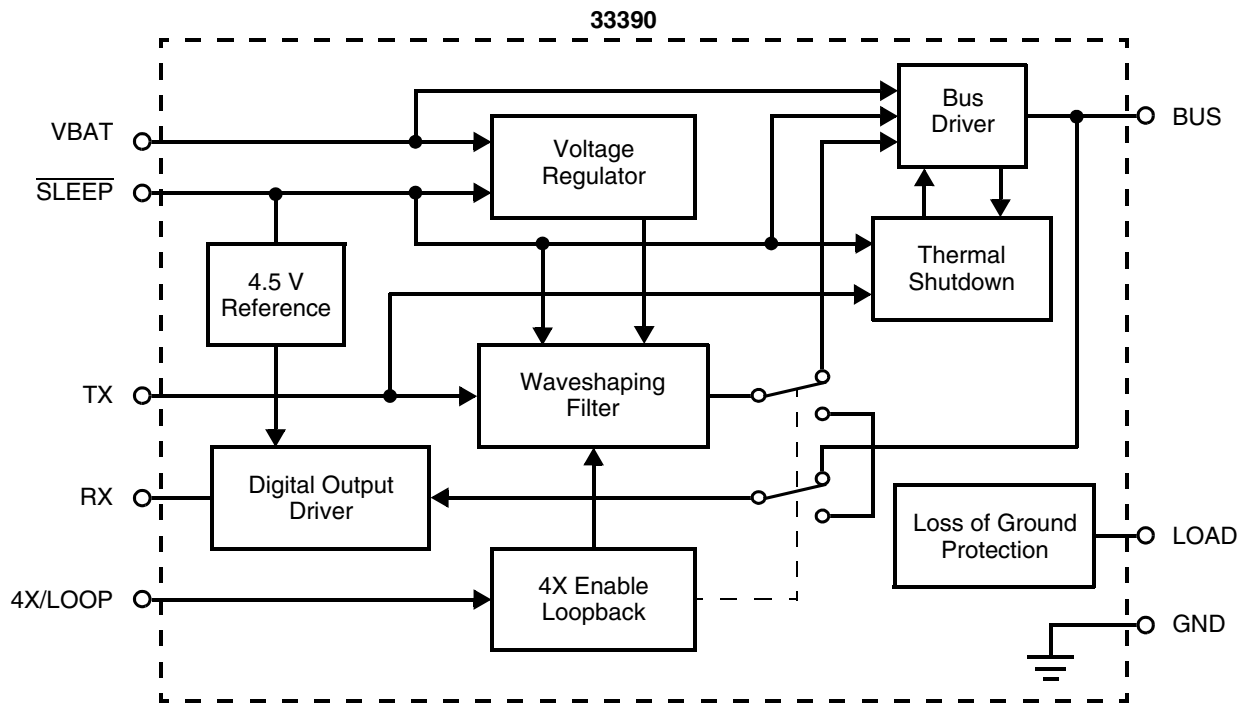 33390
VBAT
SLEEP
TX
RX
4X/LOOP
Voltage
Regulator
4.5 V
Reference
Waveshaping
Filter
Digital Output
Driver
4X Enable
Loopback
Bus
Driver
Thermal
Shutdown
Loss of Ground
Protection
BUS
LOAD
GND